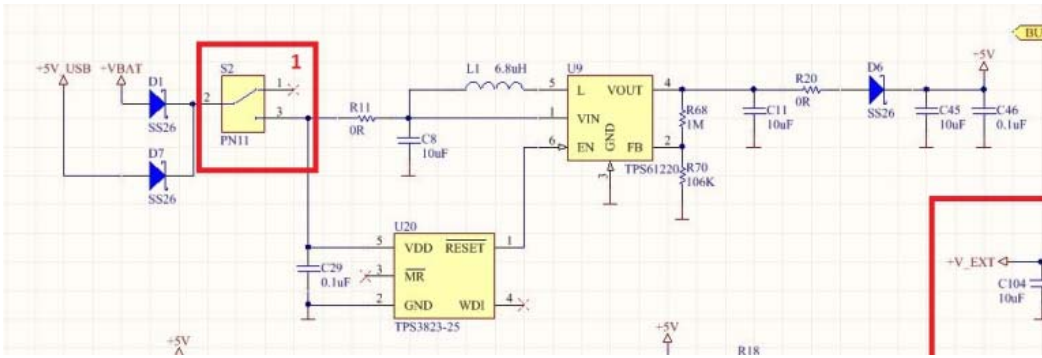 BU
+5V_USB +VBAT
D1
SS26
D7
SS26
1
S2
1
2
3
PN11
R11
0R
C8
10uF
L1 6.8uH
U9
5 L VOUT 4
1 VIN
6 EN GND FB 2
3
TPS61220
R68
1M
R70
106K
C11
10uF
R20
0R
D6
SS26
+5V
C45
10uF
C46
0.1uF
U20
5 VDD RESET 1
3 MR
2 GND WDI 4
TPS3823-25
C29
0.1uF
+V_EXT
C104
10uF
+5V
+5V
R18